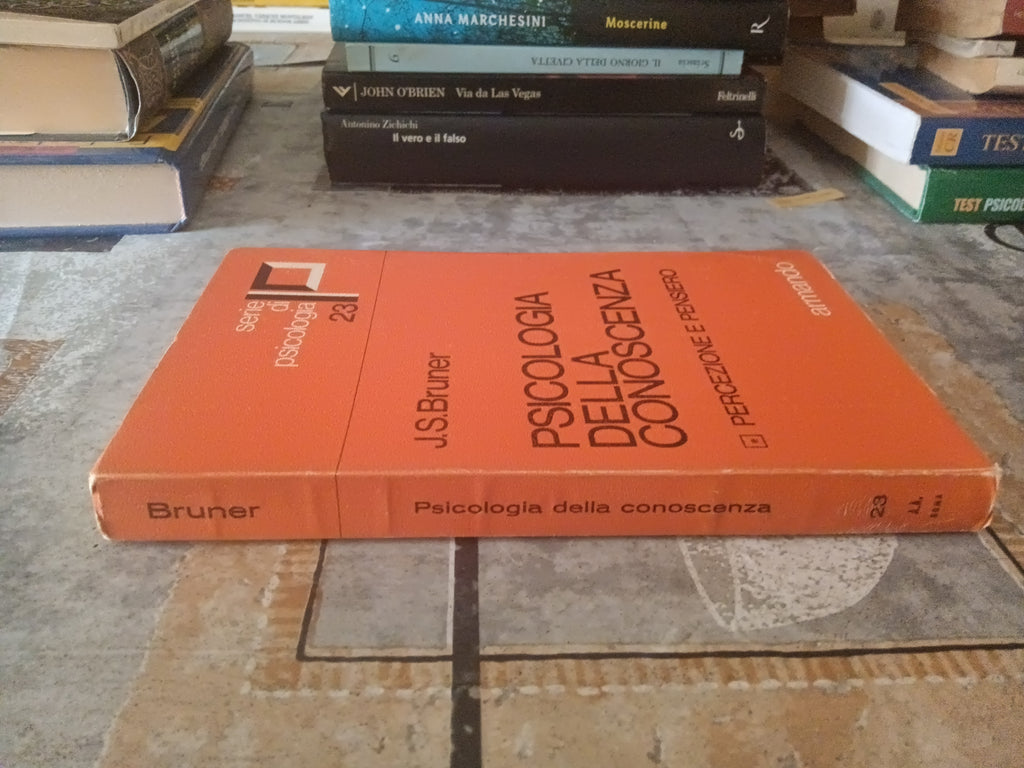 ANNA MARCHESINI Moscerine R
Sciascia IL GIORNO DELLA CIVETTA
JOHN O'BRIEN Via da Las Vegas Feltrinelli
Antonino Zichichi
Il vero e il falso
CR
TEST
TEST PSICO
serie
di
psicologia
23
J.S.Bruner
PSICOLOGIA
DELLA
CONOSCENZA
PERCEZIONE E PENSIERO
armando
Bruner Psicologia della conoscenza 23 A.A.
ROMA